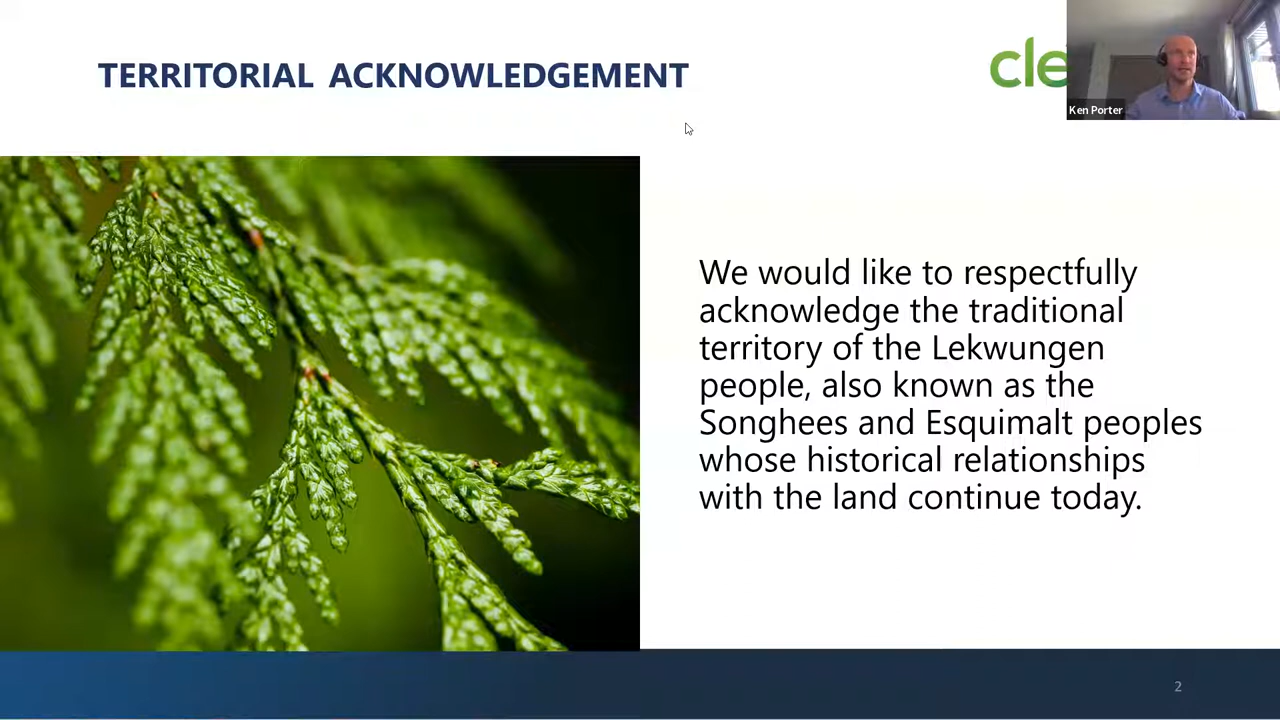 TERRITORIAL ACKNOWLEDGEMENT
Ken Porter
We would like to respectfully
acknowledge the traditional
territory of the Lekwungen
people, also known as the
Songhees and Esquimalt peoples
whose historical relationships
with the land continue today.
2